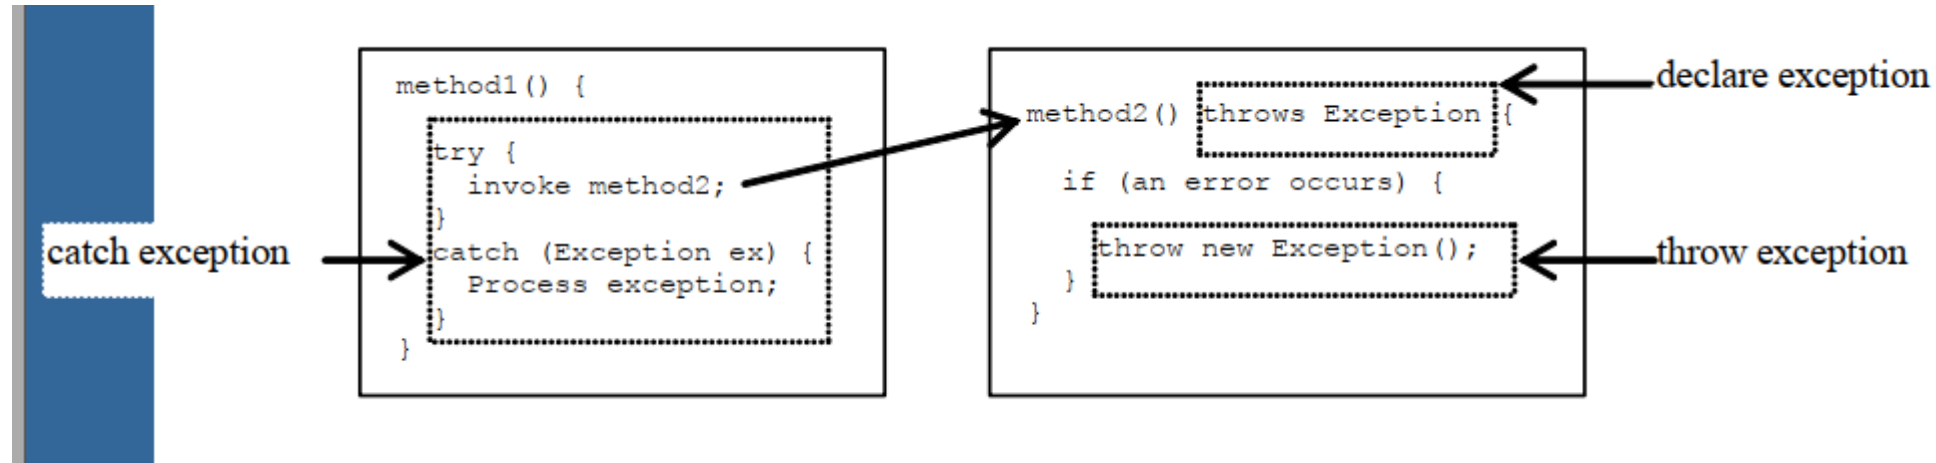 method1() {
try {
invoke method2;
}
catch (Exception ex) {
Process exception;
}
}
catch exception
method2() throws Exception {
if (an error occurs) {
throw new Exception();
}
}
declare exception
throw exception